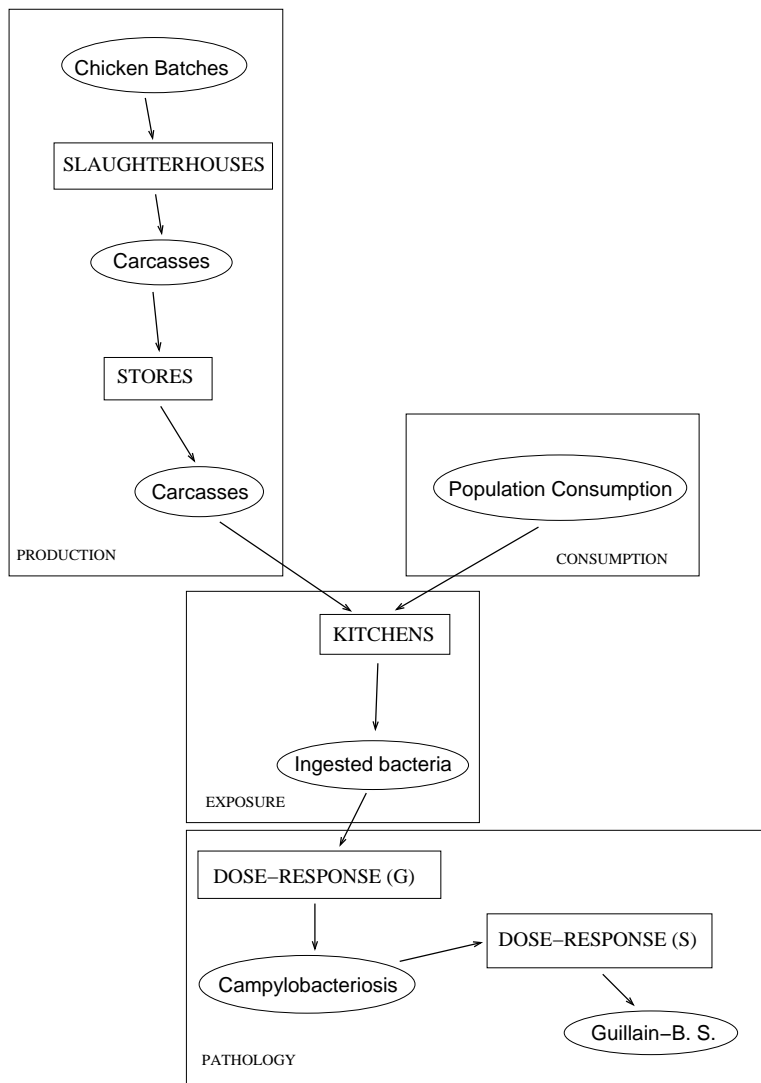 Chicken Batches
SLAUGHTERHOUSES
Carcasses
STORES
Carcasses
PRODUCTION
Population Consumption
CONSUMPTION
KITCHENS
Ingested bacteria
EXPOSURE
DOSE−RESPONSE (G)
Campylobacteriosis
DOSE−RESPONSE (S)
Guillain−B. S.
PATHOLOGY